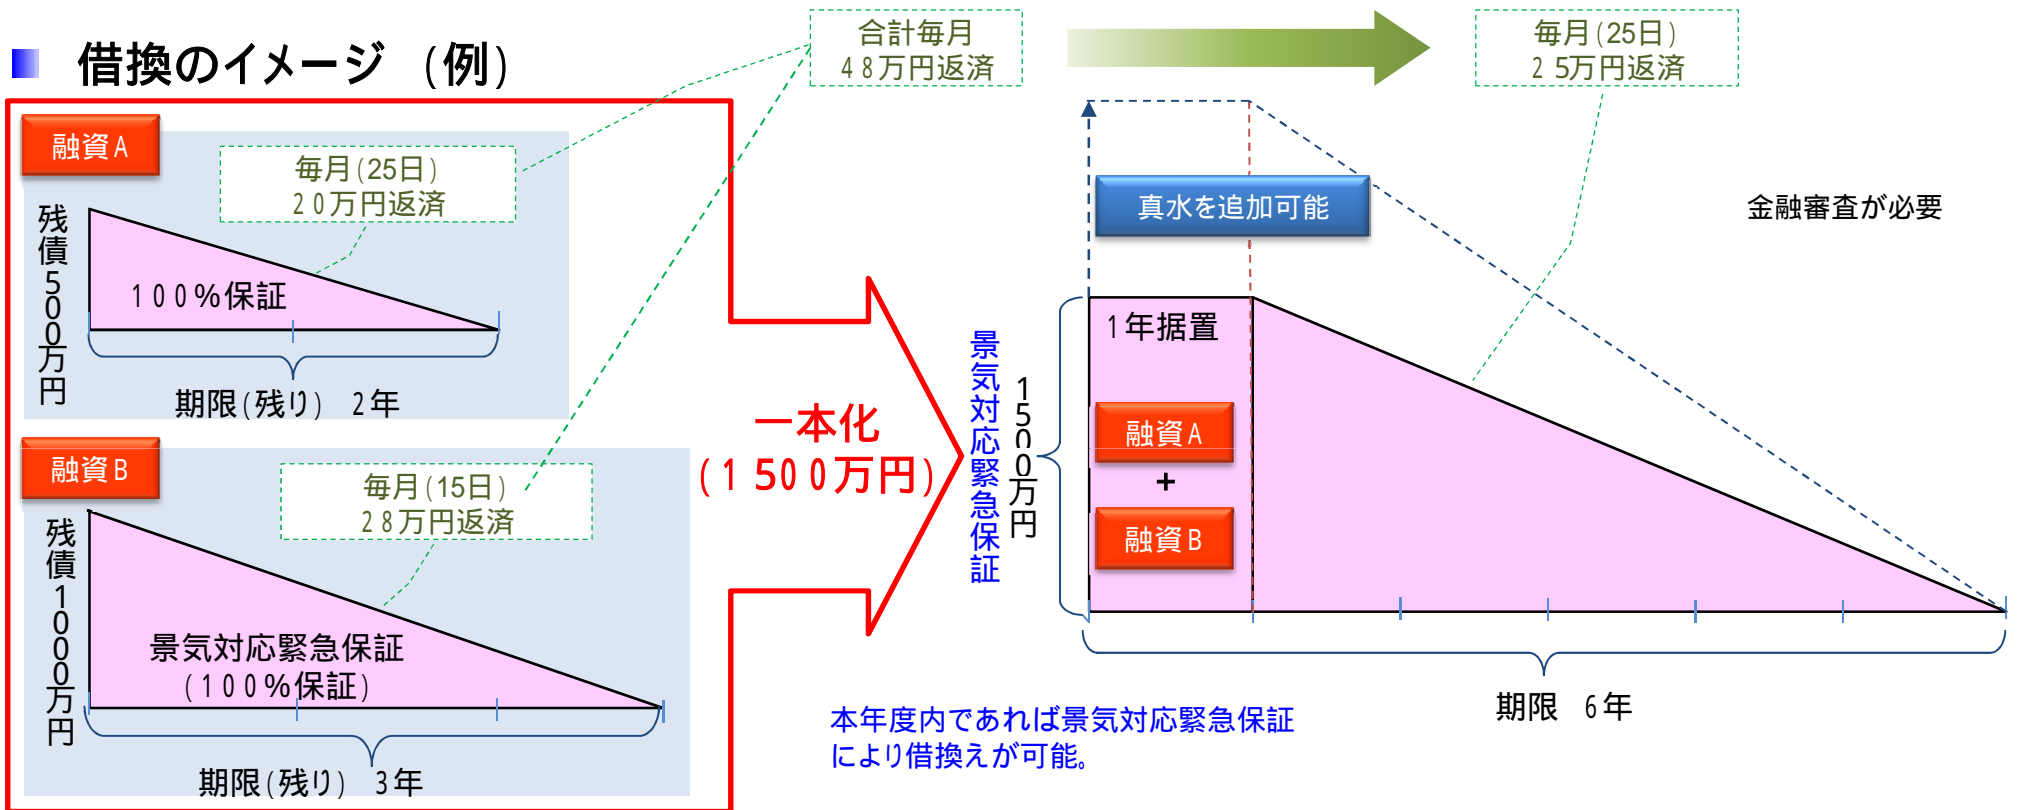 借換のイメージ (例)
合計毎月
48万円返済
毎月(25日)
25万円返済
融資A
毎月(25日)
20万円返済
残債500万円
100%保証
期限(残り) 2年
融資B
毎月(15日)
28万円返済
残債1000万円
景気対応緊急保証
(100%保証)
期限(残り) 3年
一本化
(1500万円)
景気対応緊急保証
1500万円
真水を追加可能
金融審査が必要
1年据置
融資A
+
融資B
期限 6年
本年度内であれば景気対応緊急保証
により借換えが可能。